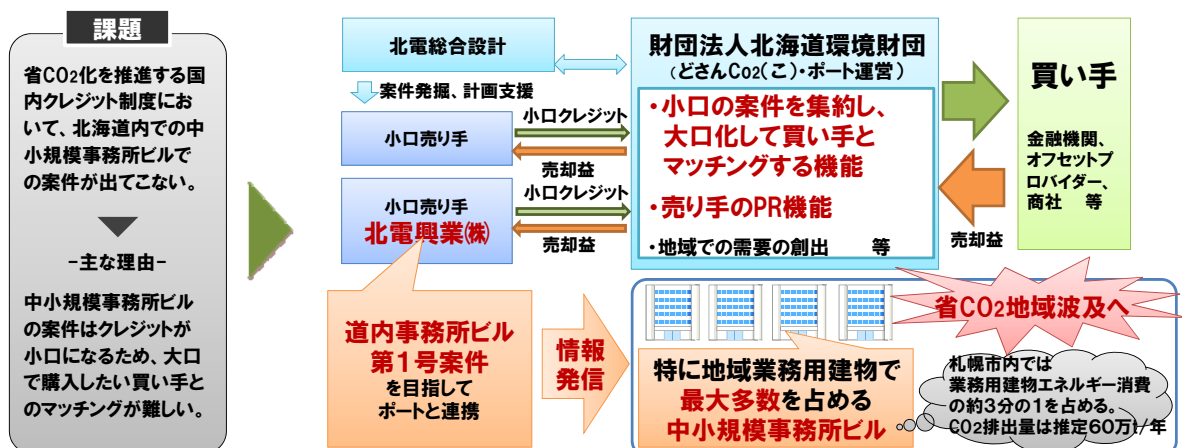 課題
省CO2化を推進する国
内クレジット制度にお
いて、北海道内での中
小規模事務所ビルで
の案件が出てこない。
-主な理由-
中小規模事務所ビル
の案件はクレジットが
小口になるため、大口
で購入したい買い手と
のマッチングが難しい。
北電総合設計
案件発掘、計画支援
小口売り手
小口クレジット
売却益
小口売り手
北電興業㈱
小口クレジット
売却益
財団法人北海道環境財団
(どさんCo2(こ)・ポート運営)
・小口の案件を集約し、
大口化して買い手と
マッチングする機能
・売り手のPR機能
・地域での需要の創出　等
買い手
金融機関、
オフセットプ
ロバイダー、
商社　等
売却益
道内事務所ビル
第1号案件
を目指して
ポートと連携
情報
発信
省CO2地域波及へ
特に地域業務用建物で
最大多数を占める
中小規模事務所ビル
札幌市内では
業務用建物エネルギー消費
の約3分の1を占める。
CO2排出量は推定60万t/年